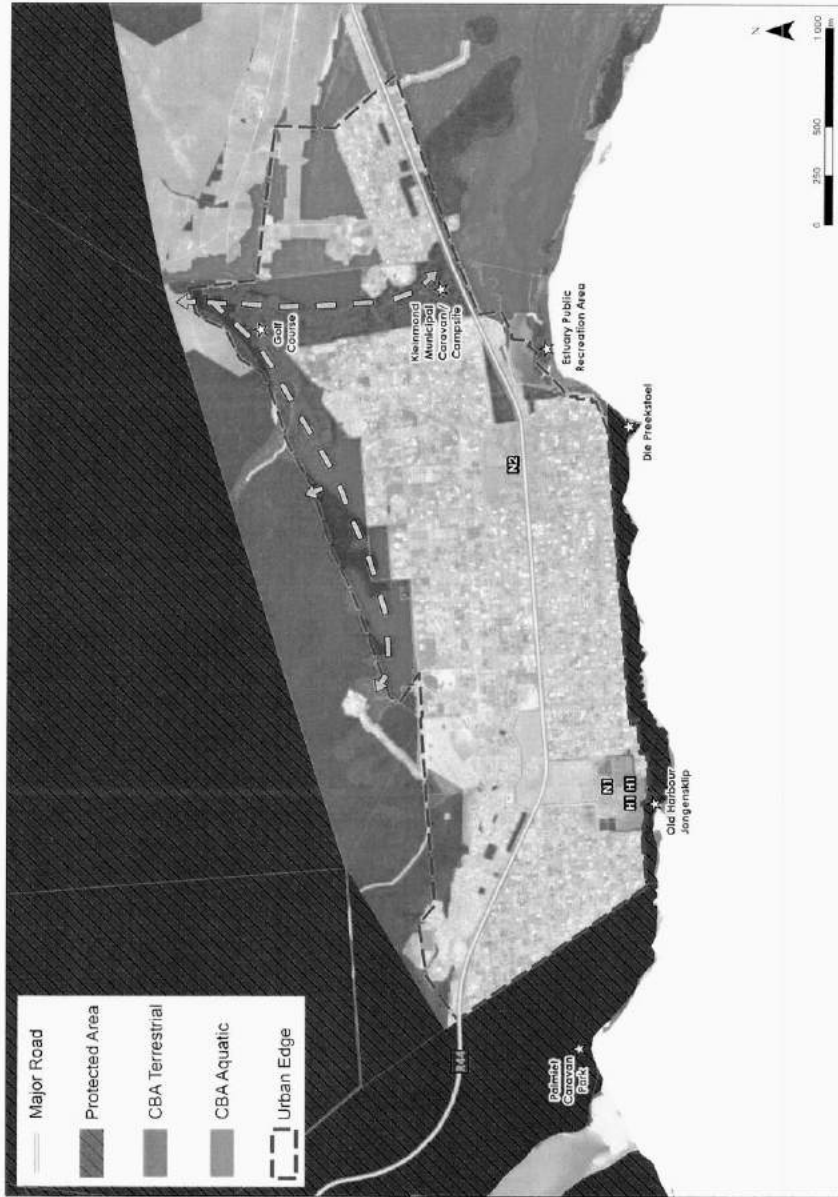 Major Road
Protected Area
CBA Terrestrial
CBA Aquatic
Urban Edge
N
0
250
500
1 000
m
Golf
Course
Kleinmond
Municipal
Caravan /
Campsite
Estuary Public
Recreation Area
Die Preekstoel
N2
N1
H1
H1
Old Harbour
Jongensklip
R44
Palmiet
Caravan
Park